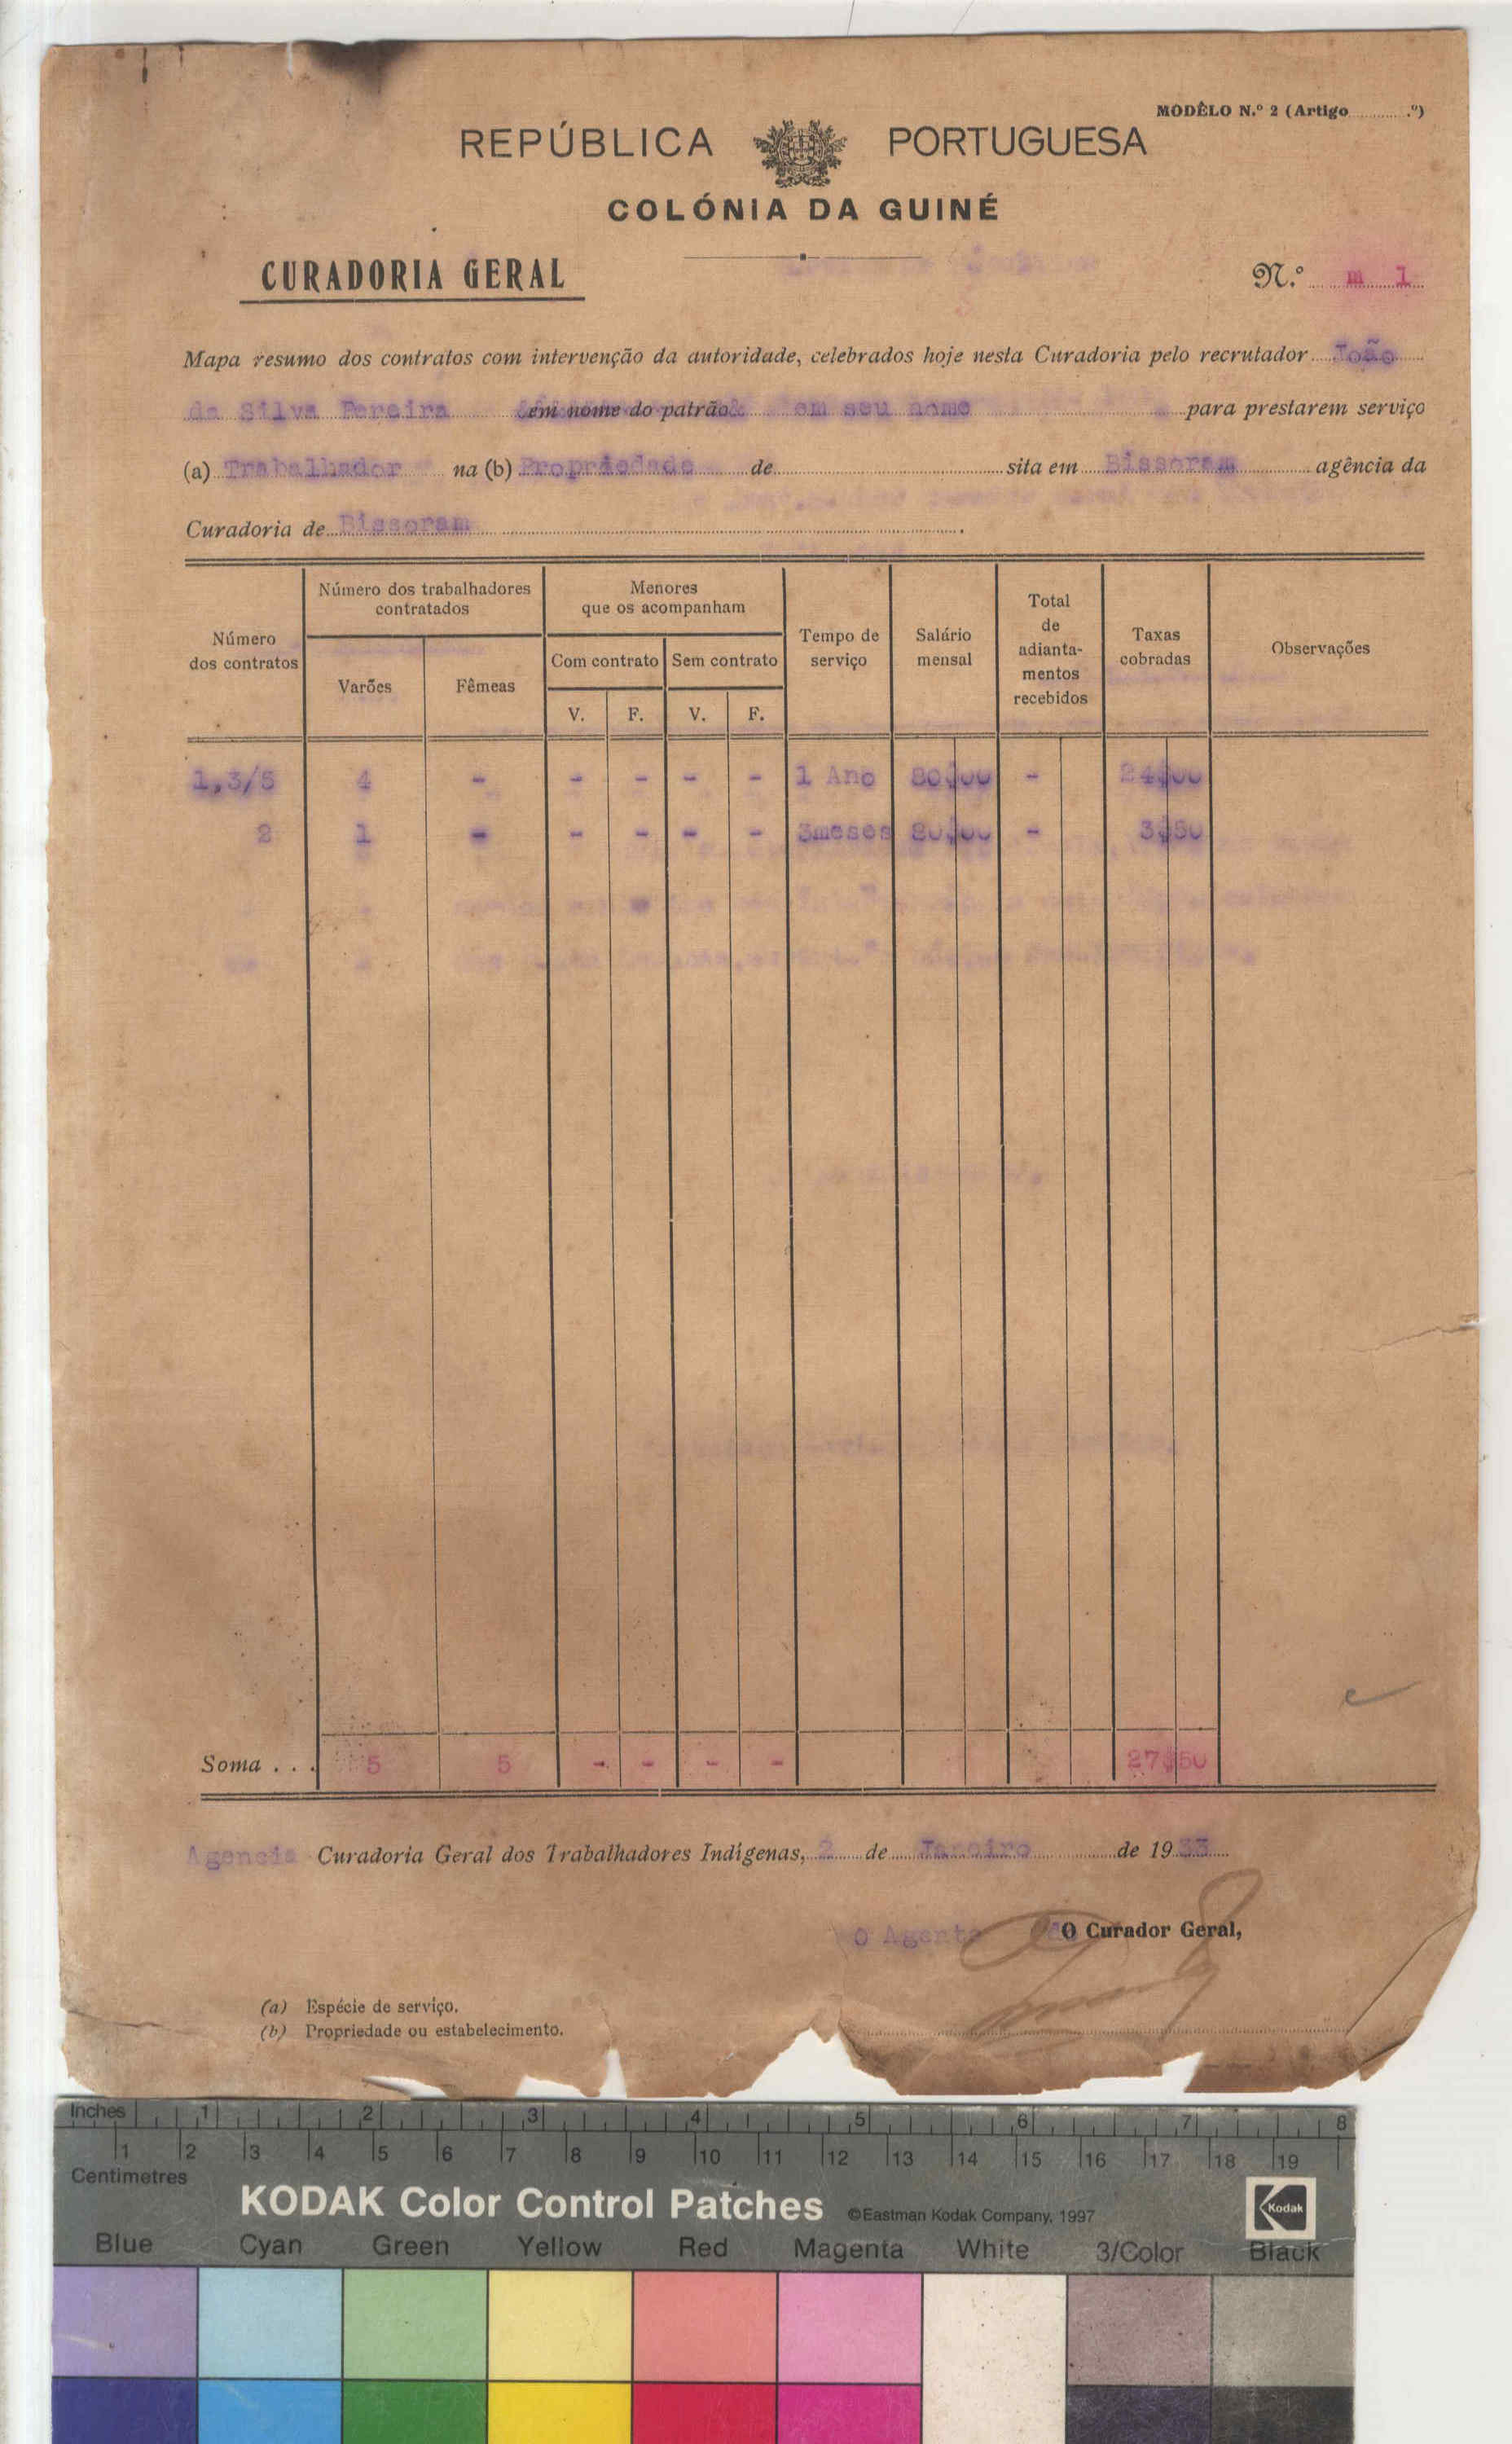 MODÊLO N.º 2 (Artigo .º)
REPÚBLICA PORTUGUESA
COLÓNIA DA GUINÉ
CURADORIA GERAL
N.º m 1
Mapa resumo dos contratos com intervenção da autoridade, celebrados hoje nesta Curadoria pelo recrutador João
da Silva Pereira em nome do patrão em seu nome para prestarem serviço
(a) Trabalhador na (b) Propriedade de sita em Bissoram agência da
Curadoria de Bissoram.
Número dos trabalhadores contratados
Menores que os acompanham
Número dos contratos
Varões Fêmeas
Com contrato Sem contrato
V. F. V. F.
Tempo de serviço
Salário mensal
Total de adianta-mentos recebidos
Taxas cobradas
Observações
1,3/5 4 - - - - - 1 Ano 80$00 - 24$00
2 1 - - - - - 3meses 80$00 - 3$50
Soma . . . 5 5 - - - - 27$50
Agencia Curadoria Geral dos Trabalhadores Indígenas, 2 de Janeiro de 1933
O Agente O Curador Geral,
(a) Espécie de serviço.
(b) Propriedade ou estabelecimento.
Inches 1 2 3 4 5 6 7 8
1 2 3 4 5 6 7 8 9 10 11 12 13 14 15 16 17 18 19
Centimetres
KODAK Color Control Patches ©Eastman Kodak Company, 1997 Kodak
Blue Cyan Green Yellow Red Magenta White 3/Color Black